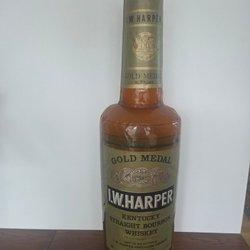 I.W. HARPER
GOLD MEDAL
GOLD MEDAL
I.W. HARPER
KENTUCKY
STRAIGHT BOURBON
WHISKEY